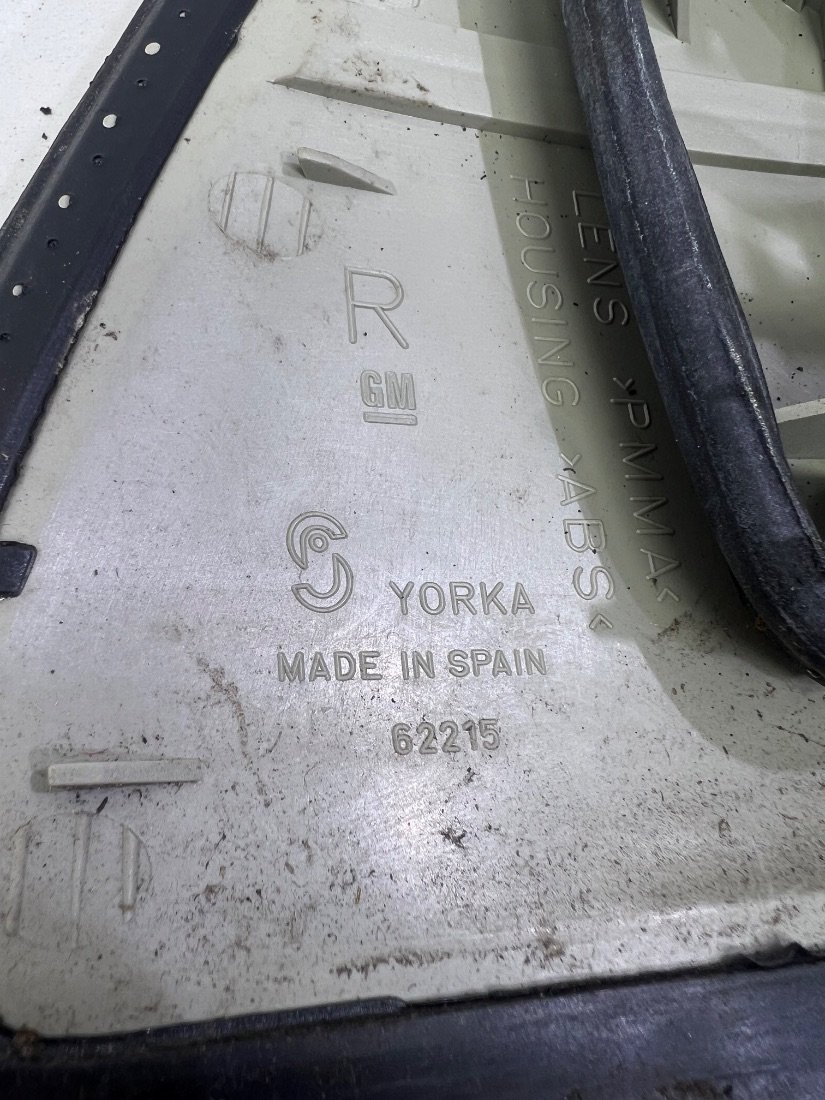 R
GM
YORKA
MADE IN SPAIN
62215
LENS >PMMA<
HOUSING >ABS<